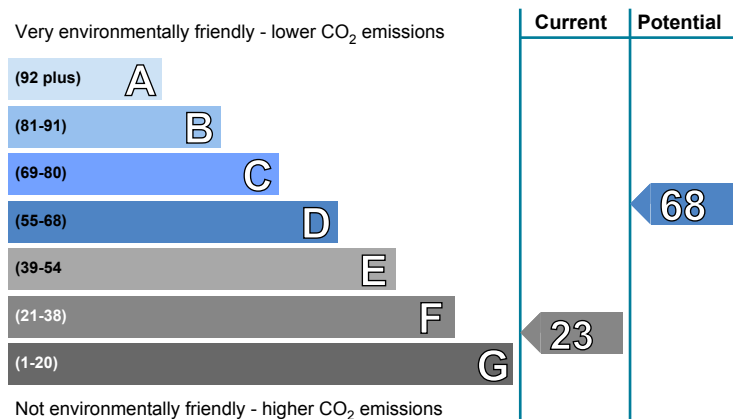 Current Potential
Very environmentally friendly - lower CO2 emissions
(92 plus) A
(81-91) B
(69-80) C
(55-68) D
68
(39-54 E
(21-38) F
23
(1-20) G
Not environmentally friendly - higher CO2 emissions